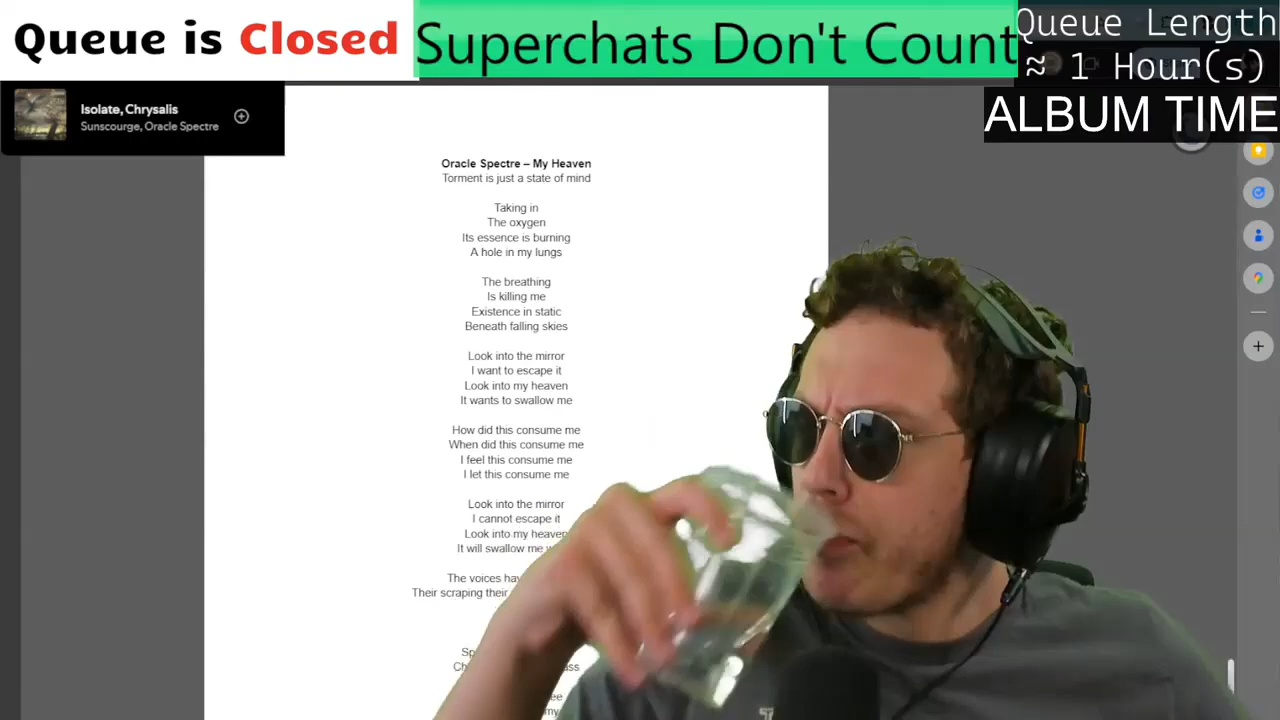 Queue is Closed
Superchats Don't Count
Queue Length
≈ 1 Hour(s)
ALBUM TIME
Isolate, Chrysalis
Sunscourge, Oracle Spectre
Oracle Spectre – My Heaven
Torment is just a state of mind
Taking in
The oxygen
Its essence is burning
A hole in my lungs
The breathing
Is killing me
Existence in static
Beneath falling skies
Look into the mirror
I want to escape it
Look into my heaven
It wants to swallow me
How did this consume me
When did this consume me
I feel this consume me
I let this consume me
Look into the mirror
I cannot escape it
Look into my heaven
It will swallow me
The voices
Their scraping their